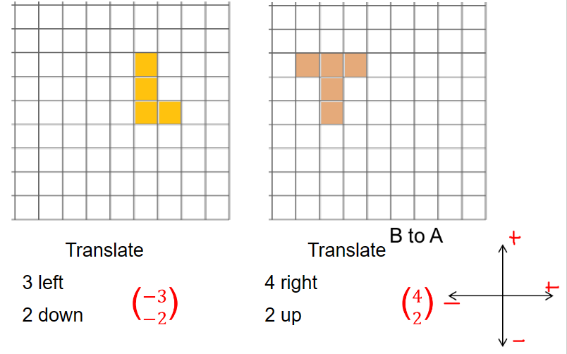 B to A
Translate
Translate
3 left
2 down
(−3
−2)
4 right
2 up
(4
2)
+
+
−
−